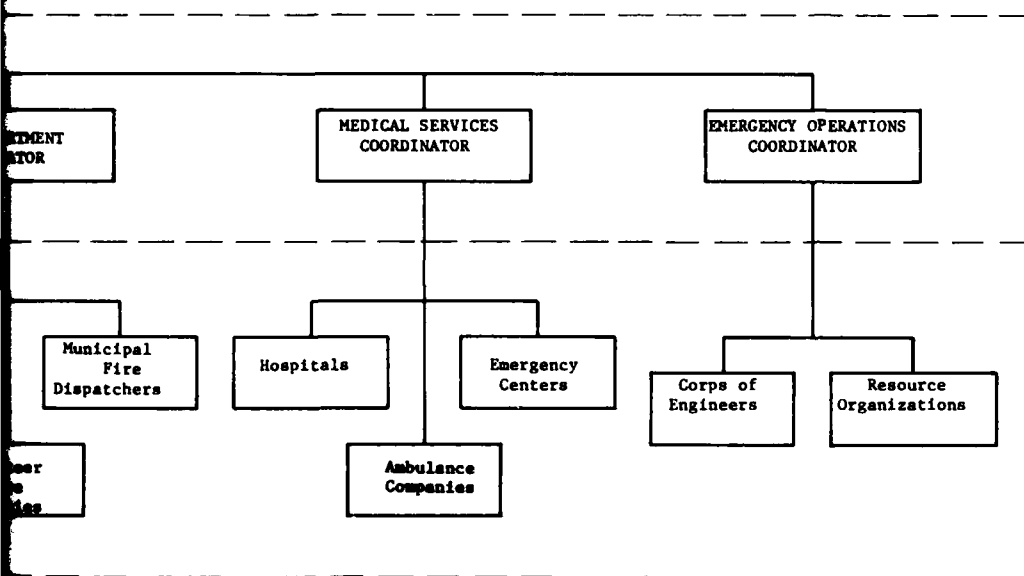 MEDICAL SERVICES
COORDINATOR
EMERGENCY OPERATIONS
COORDINATOR
Municipal
Fire
Dispatchers
Hospitals
Emergency
Centers
Corps of
Engineers
Resource
Organizations
Ambulance
Companies